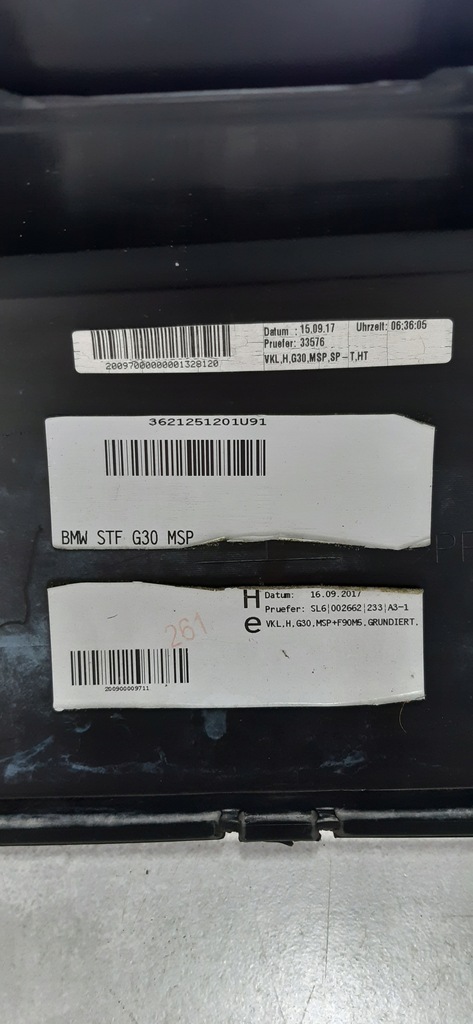 Datum : 15.09.17 Uhrzeit: 06:36:05
Pruefer: 33576
20097000000001328120
VKL,H,G30,MSP,SP-T,HT
3621251201U91
BMW STF G30 MSP
H Datum: 16.09.2017
Pruefer: SL6|002662|233|A3-1
e VKL,H,G30,MSP+F90M5,GRUNDIERT.
261
200900009711